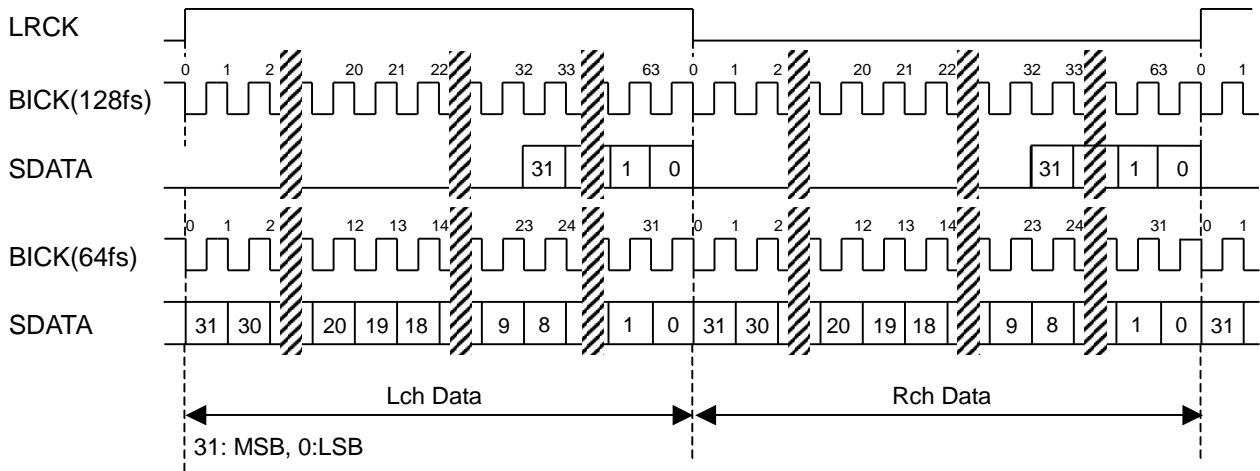 LRCK
0 1 2 20 21 22 32 33 63 0 1 2 20 21 22 32 33 63 0 1
BICK(128fs)
SDATA 31 1 0 31 1 0
0 1 2 12 13 14 23 24 31 0 1 2 12 13 14 23 24 31 0 1
BICK(64fs)
SDATA 31 30 20 19 18 9 8 1 0 31 30 20 19 18 9 8 1 0 31
Lch Data Rch Data
31: MSB, 0:LSB